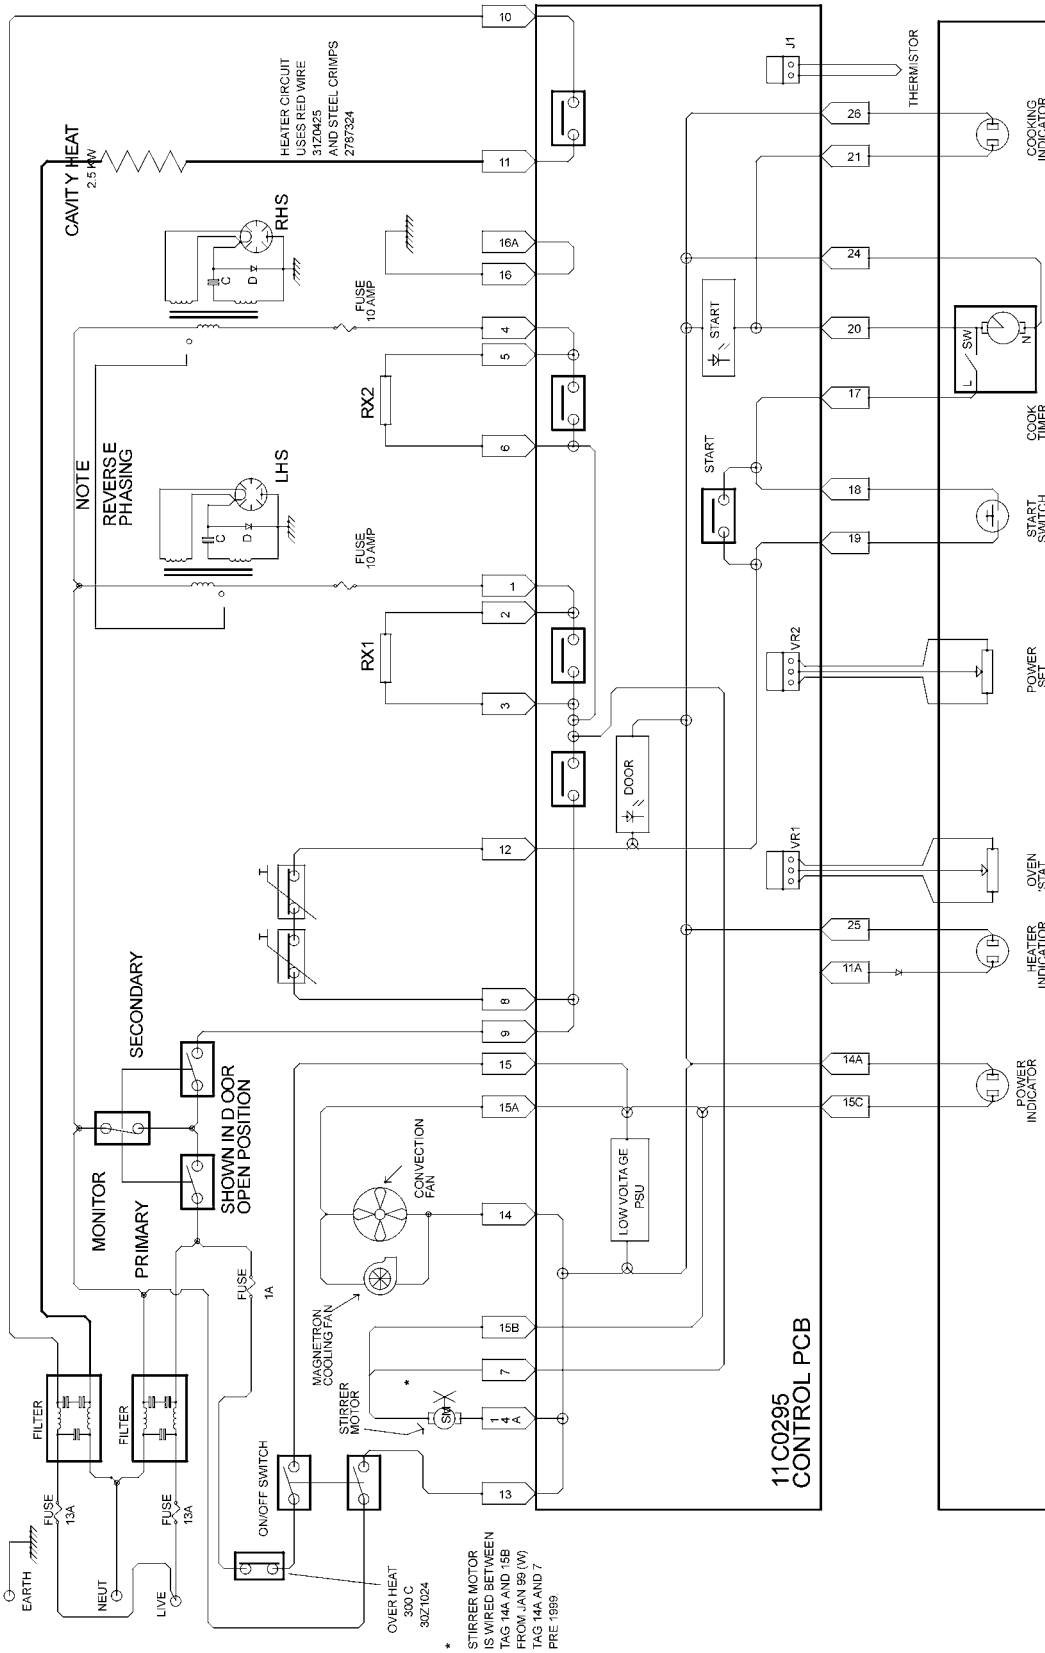 EARTH
NEUT
LIVE
FUSE
13A
FUSE
13A
FILTER
FILTER
MONITOR
PRIMARY
SECONDARY
SHOWN IN D OOR
OPEN POSITION
FUSE
1A
ON/OFF SWITCH
OVER HEAT
300 C
30Z1024
*
STIRRER MOTOR
IS WIRED BETWEEN
TAG 14A AND 15B
FROM JAN 99 (W)
TAG 14A AND 7
PRE 1999.
STIRRER
MOTOR
SM
*
MAGNETRON
COOLING FAN
CONVECTION
FAN
NOTE
REVERSE
PHASING
C
D
LHS
C
D
RHS
FUSE
10 AMP
FUSE
10 AMP
RX1
RX2
CAVITY HEAT
2.5 KW
HEATER CIRCUIT
USES RED WIRE
31Z0425
AND STEEL CRIMPS
2787324
T
T
13
1
4
A
7
15B
14
15A
15
9
8
12
3
2
1
6
5
4
16
16A
11
10
LOW VOLTAGE
PSU
DOOR
START
START
11C0295
CONTROL PCB
VR1
VR2
J1
THERMISTOR
15C
14A
11A
25
19
18
17
20
24
21
26
L
SW
N
POWER
INDICATOR
HEATER
INDICATOR
OVEN
'STAT
POWER
SET
START
SWITCH
COOK
TIMER
COOKING
INDICATOR